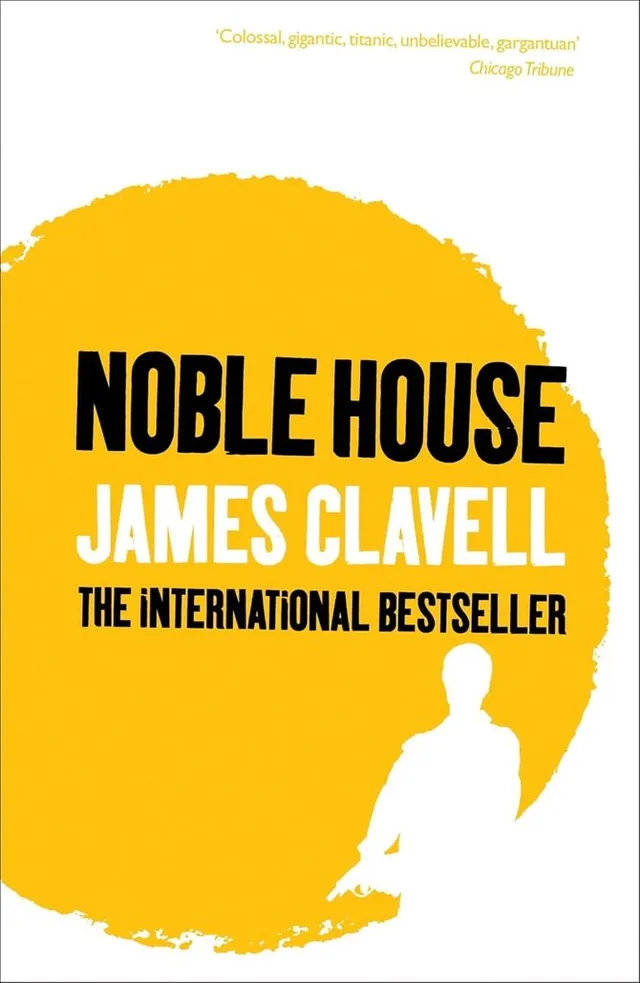 ‘Colossal, gigantic, titanic, unbelievable, gargantuan’
Chicago Tribune
NOBLE HOUSE
JAMES CLAVELL
THE iNTERNATiONAL BESTSELLER